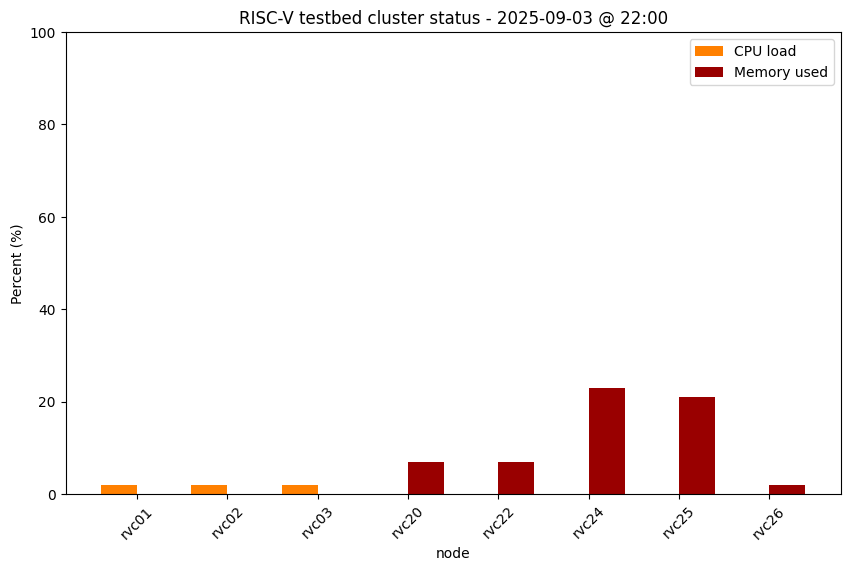 RISC-V testbed cluster status - 2025-09-03 @ 22:00
CPU load
Memory used
Percent (%)
100
80
60
40
20
0
rvc01
rvc02
rvc03
rvc20
rvc22
rvc24
rvc25
rvc26
node